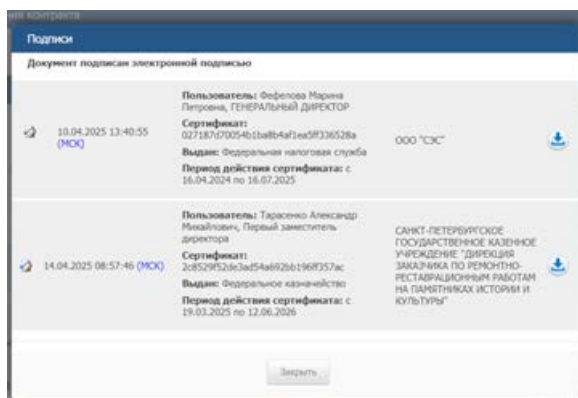 ия контракта
Подписи
Документ подписан электронной подписью
10.04.2025 13:40:55
(МСК)
Пользователь: Фефелова Марина
Петровна, ГЕНЕРАЛЬНЫЙ ДИРЕКТОР
Сертификат:
027187d70054b1ba8b4af1ea5ff336528a
Выдан: Федеральная налоговая служба
Период действия сертификата: с
16.04.2024 по 16.07.2025
ООО "СЭС"
14.04.2025 08:57:46 (МСК)
Пользователь: Тарасенко Александр
Михайлович, Первый заместитель
директора
Сертификат:
2c8529f52de3ad54a692bb196ff357ac
Выдан: Федеральное казначейство
Период действия сертификата: с
19.03.2025 по 12.06.2026
САНКТ-ПЕТЕРБУРГСКОЕ
ГОСУДАРСТВЕННОЕ КАЗЕННОЕ
УЧРЕЖДЕНИЕ "ДИРЕКЦИЯ
ЗАКАЗЧИКА ПО РЕМОНТНО-
РЕСТАВРАЦИОННЫМ РАБОТАМ
НА ПАМЯТНИКАХ ИСТОРИИ И
КУЛЬТУРЫ"
Закрыть